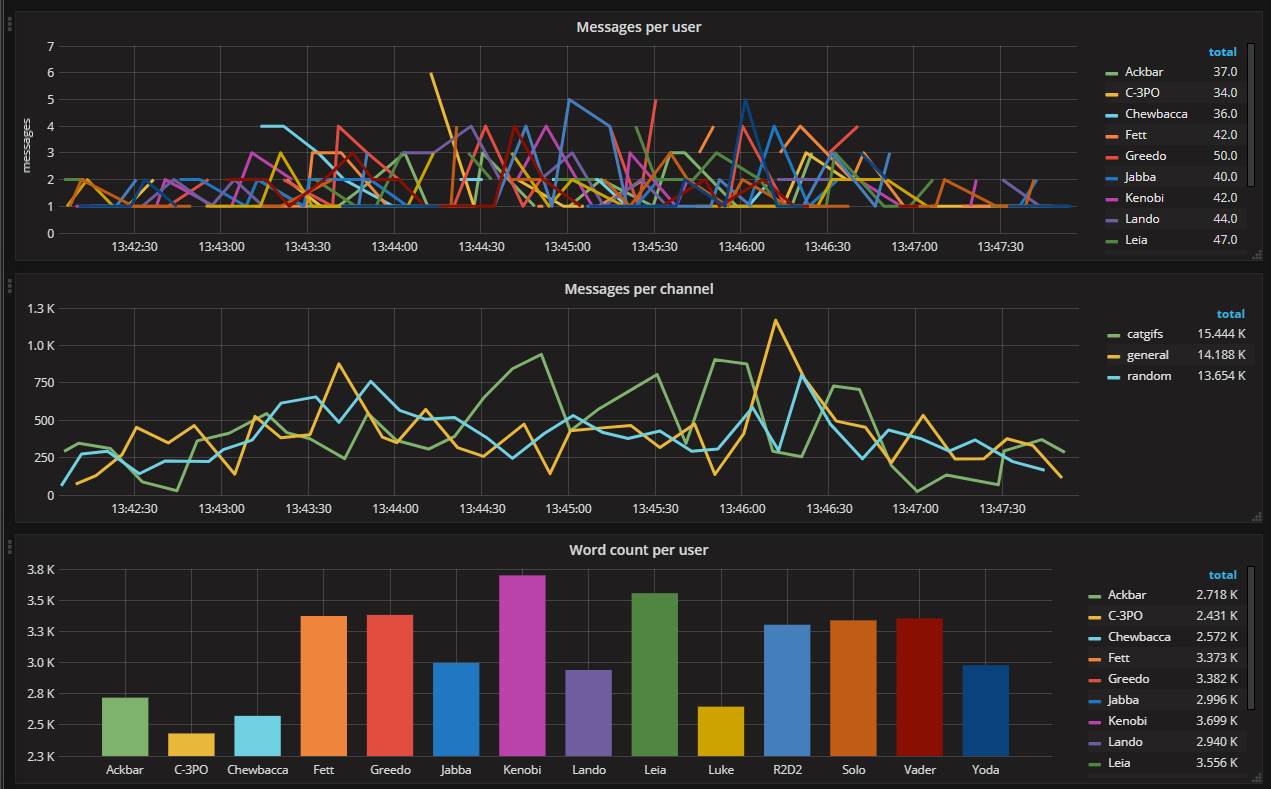 Messages per user
messages
7
6
5
4
3
2
1
0
13:42:30 13:43:00 13:43:30 13:44:00 13:44:30 13:45:00 13:45:30 13:46:00 13:46:30 13:47:00 13:47:30
total
Ackbar 37.0
C-3PO 34.0
Chewbacca 36.0
Fett 42.0
Greedo 50.0
Jabba 40.0
Kenobi 42.0
Lando 44.0
Leia 47.0
Messages per channel
1.3 K
1.0 K
750
500
250
0
13:42:30 13:43:00 13:43:30 13:44:00 13:44:30 13:45:00 13:45:30 13:46:00 13:46:30 13:47:00 13:47:30
total
catgifs 15.444 K
general 14.188 K
random 13.654 K
Word count per user
3.8 K
3.5 K
3.3 K
3.0 K
2.8 K
2.5 K
2.3 K
Ackbar C-3PO Chewbacca Fett Greedo Jabba Kenobi Lando Leia Luke R2D2 Solo Vader Yoda
total
Ackbar 2.718 K
C-3PO 2.431 K
Chewbacca 2.572 K
Fett 3.373 K
Greedo 3.382 K
Jabba 2.996 K
Kenobi 3.699 K
Lando 2.940 K
Leia 3.556 K